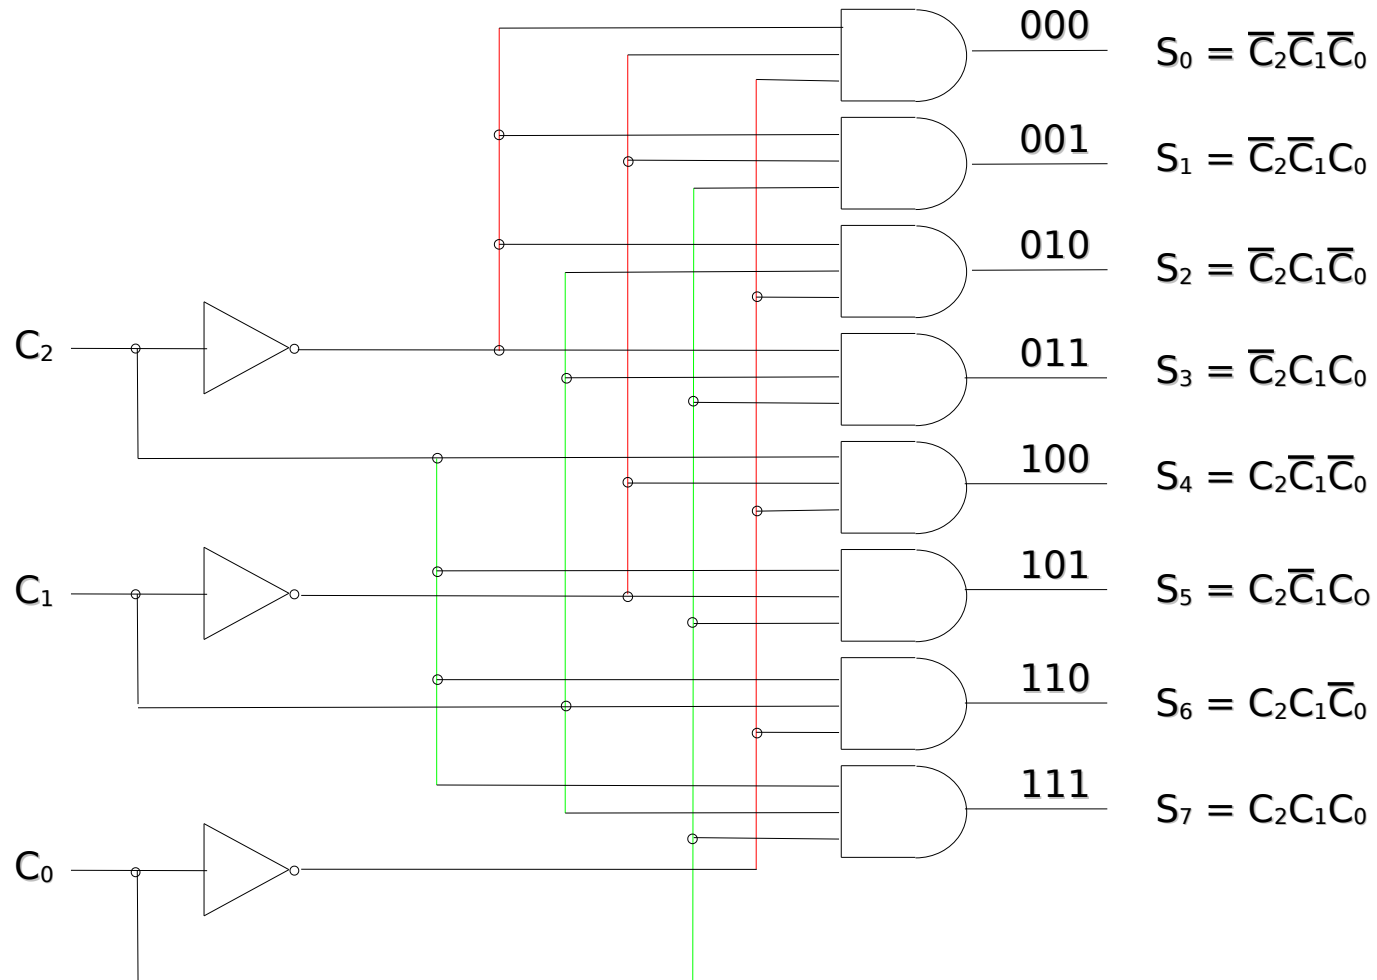 000
S₀ = C̅₂C̅₁C̅₀
001
S₁ = C̅₂C̅₁C₀
010
S₂ = C̅₂C₁C̅₀
C₂
011
S₃ = C̅₂C₁C₀
100
S₄ = C₂C̅₁C̅₀
C₁
101
S₅ = C₂C̅₁Cₒ
110
S₆ = C₂C₁C̅₀
111
S₇ = C₂C₁C₀
C₀